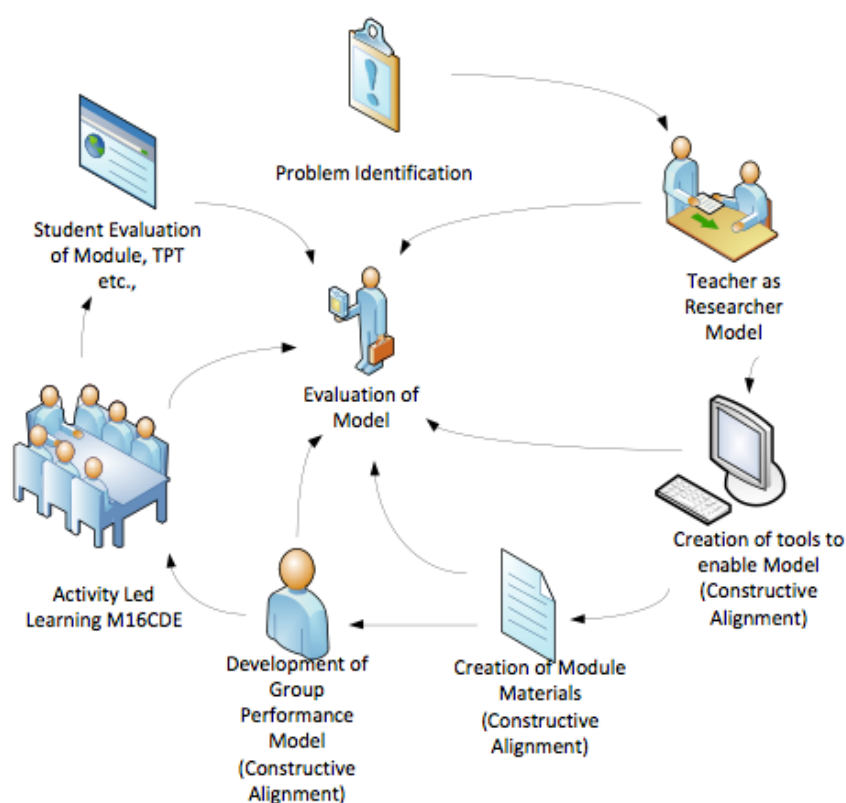 Problem Identification
Student Evaluation
of Module, TPT
etc.,
Teacher as
Researcher
Model
Evaluation of
Model
Creation of tools to
enable Model
(Constructive
Alignment)
Activity Led
Learning M16CDE
Development of
Group
Performance
Model
(Constructive
Alignment)
Creation of Module
Materials
(Constructive
Alignment)